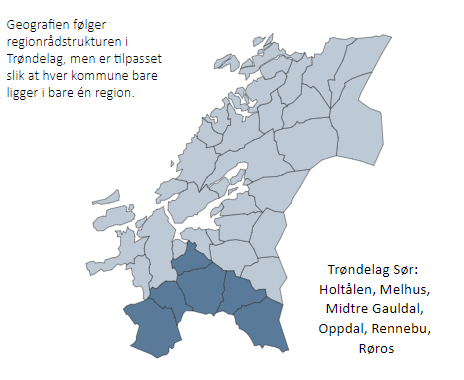 Geografien følger
regionrådstrukturen i
Trøndelag, men er tilpasset
slik at hver kommune bare
ligger i bare én region.
Trøndelag Sør:
Holtålen, Melhus,
Midtre Gauldal,
Oppdal, Rennebu,
Røros